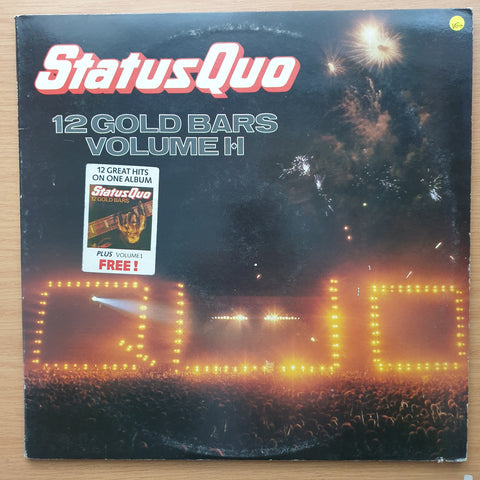 StatusQuo
12 GOLD BARS
VOLUME I·I
12 GREAT HITS
ON ONE ALBUM
StatusQuo
12 GOLD BARS
PLUS VOLUME 1
FREE!
QUO